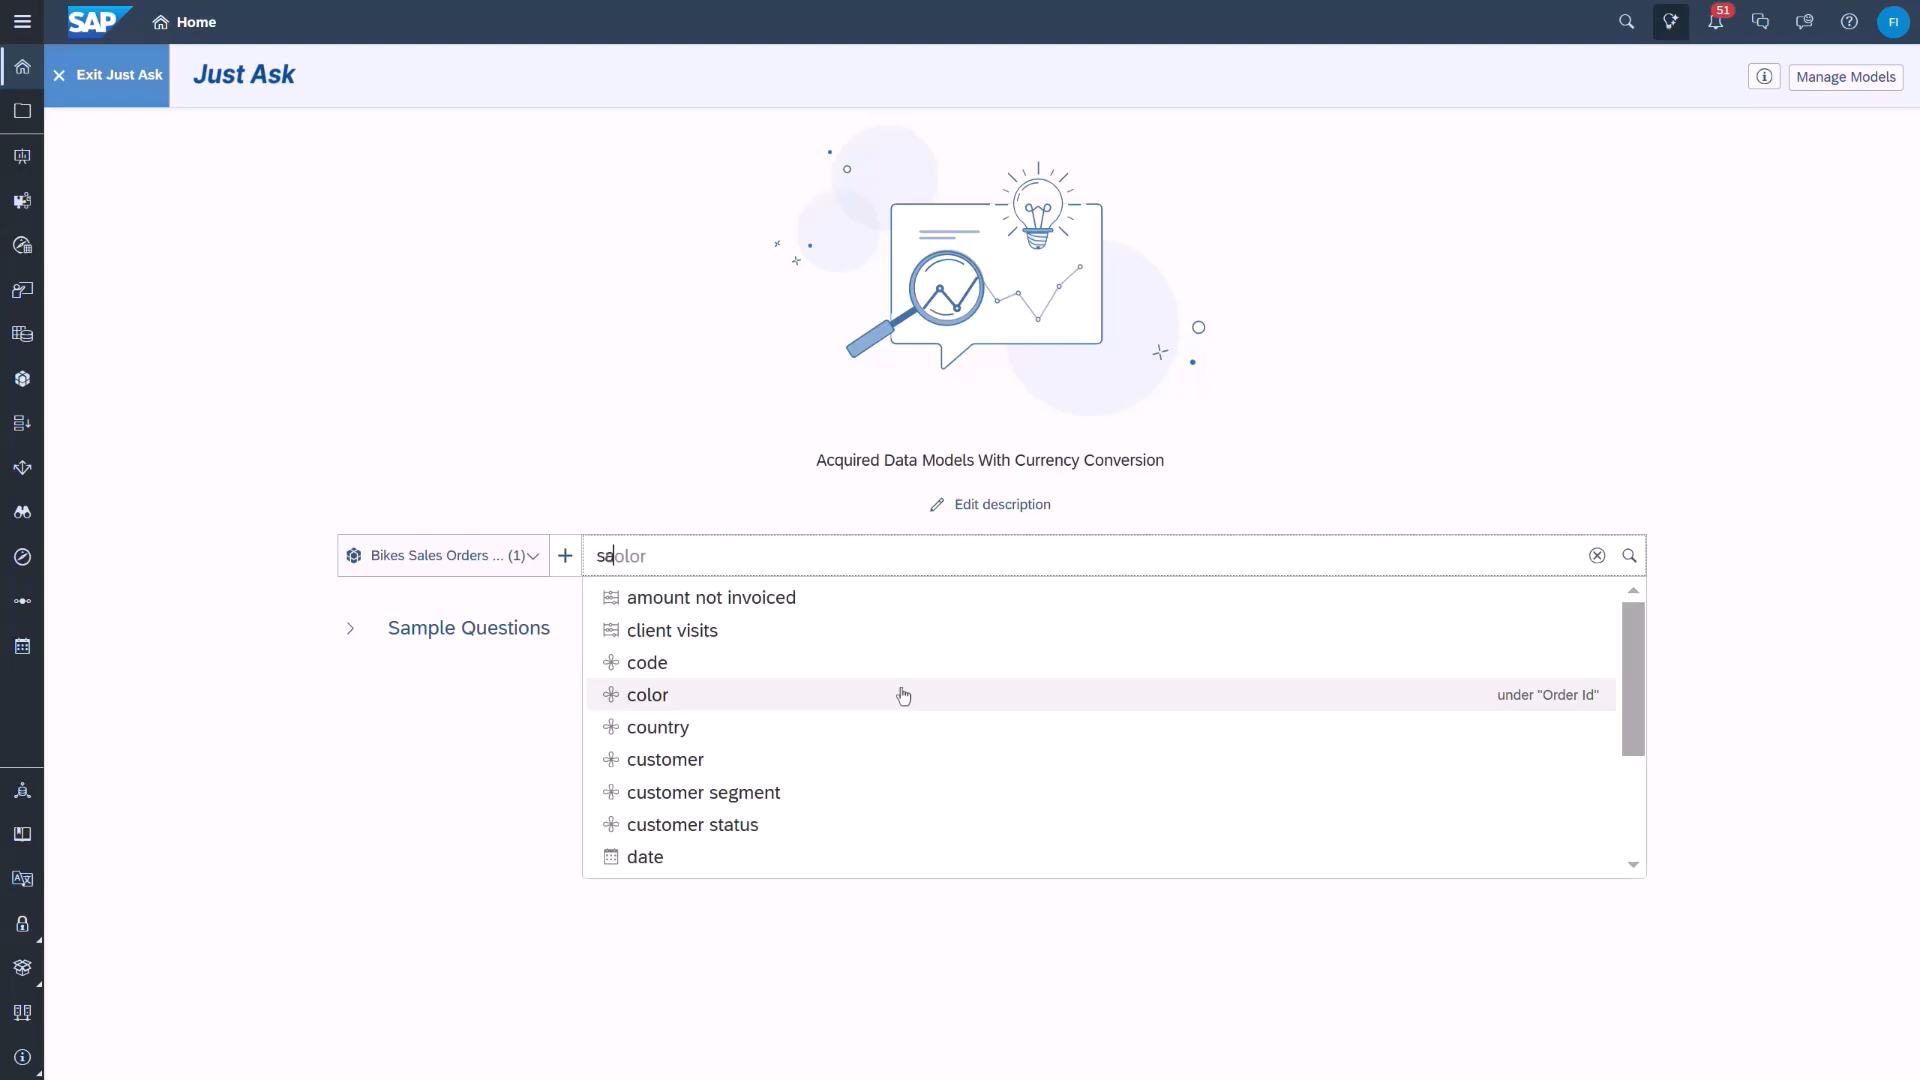 SAP
Home
51
FI
Exit Just Ask
Just Ask
Manage Models
Acquired Data Models With Currency Conversion
Edit description
Bikes Sales Orders ... (1)
saolor
amount not invoiced
client visits
code
color
under "Order Id"
country
customer
customer segment
customer status
date
Sample Questions